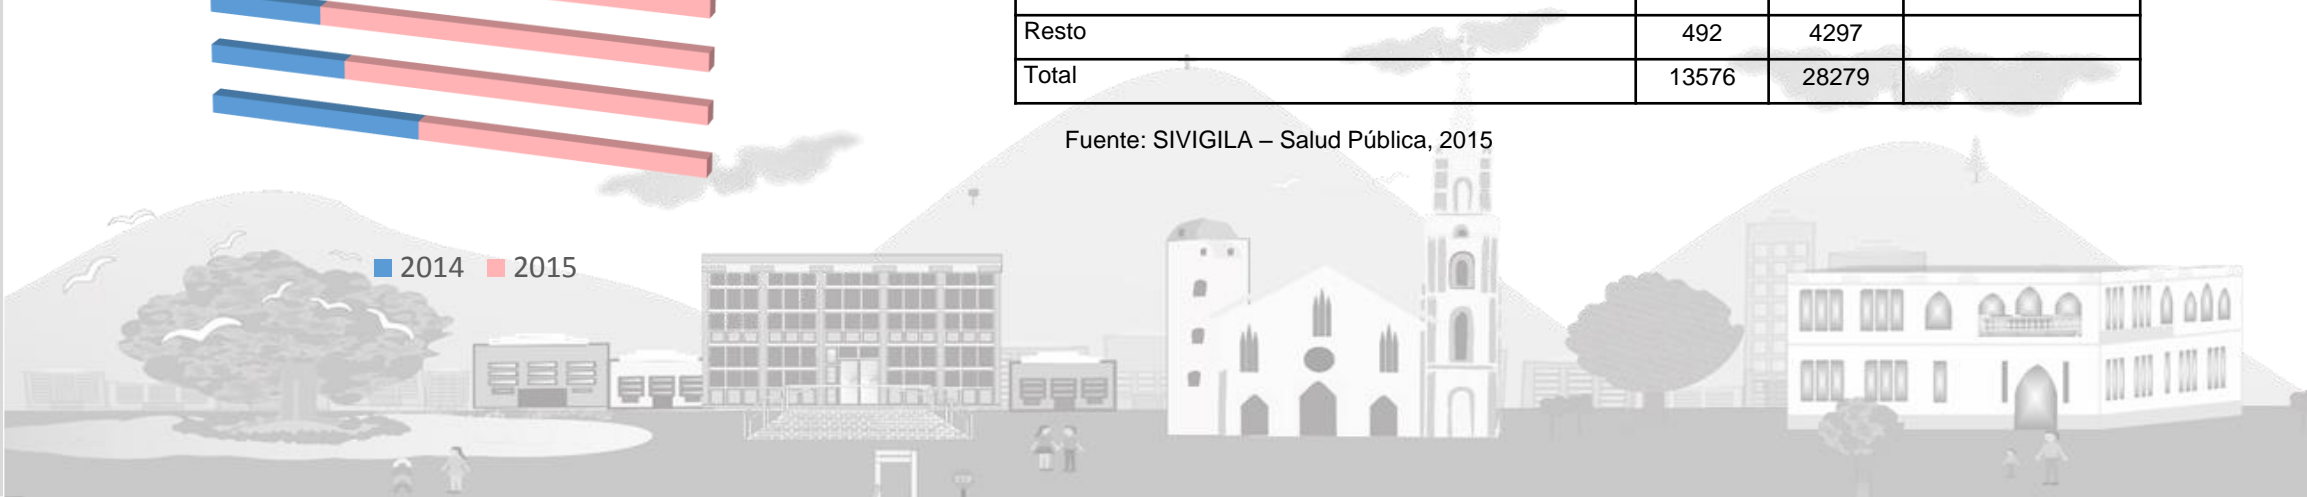 Resto 492 4297
Total 13576 28279
Fuente: SIVIGILA – Salud Pública, 2015
2014 2015